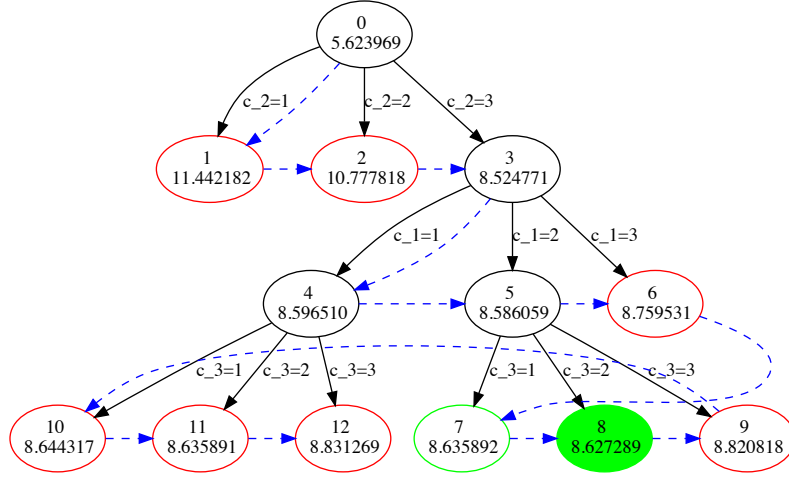 0
5.623969
c_2=1
c_2=2
c_2=3
1
11.442182
2
10.777818
3
8.524771
c_1=1
c_1=2
c_1=3
4
8.596510
5
8.586059
6
8.759531
c_3=1
c_3=2
c_3=3
c_3=1
c_3=2
c_3=3
10
8.644317
11
8.635891
12
8.831269
7
8.635892
8
8.627289
9
8.820818